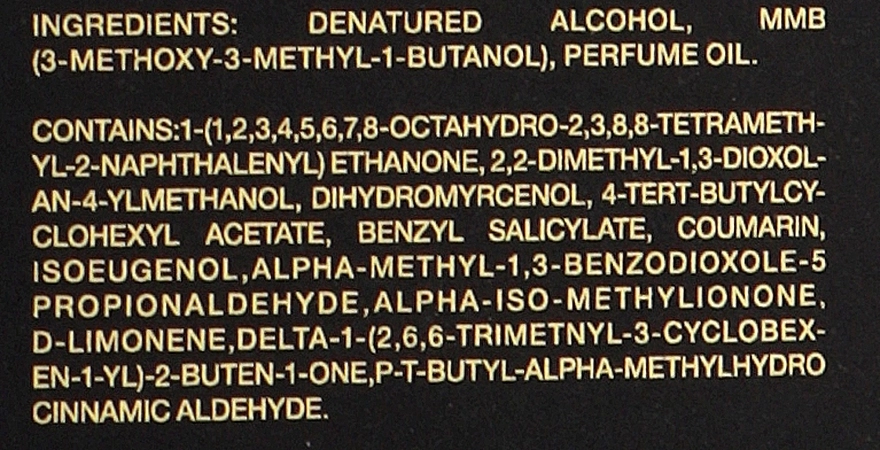 INGREDIENTS: DENATURED ALCOHOL, MMB
(3-METHOXY-3-METHYL-1-BUTANOL), PERFUME OIL.
CONTAINS:1-(1,2,3,4,5,6,7,8-OCTAHYDRO-2,3,8,8-TETRAMETH-
YL-2-NAPHTHALENYL) ETHANONE, 2,2-DIMETHYL-1,3-DIOXOL-
AN-4-YLMETHANOL, DIHYDROMYRCENOL, 4-TERT-BUTYLCY-
CLOHEXYL ACETATE, BENZYL SALICYLATE, COUMARIN,
ISOEUGENOL,ALPHA-METHYL-1,3-BENZODIOXOLE-5
PROPIONALDEHYDE,ALPHA-ISO-METHYLIONONE,
D-LIMONENE,DELTA-1-(2,6,6-TRIMETNYL-3-CYCLOBEX-
EN-1-YL)-2-BUTEN-1-ONE,P-T-BUTYL-ALPHA-METHYLHYDRO
CINNAMIC ALDEHYDE.